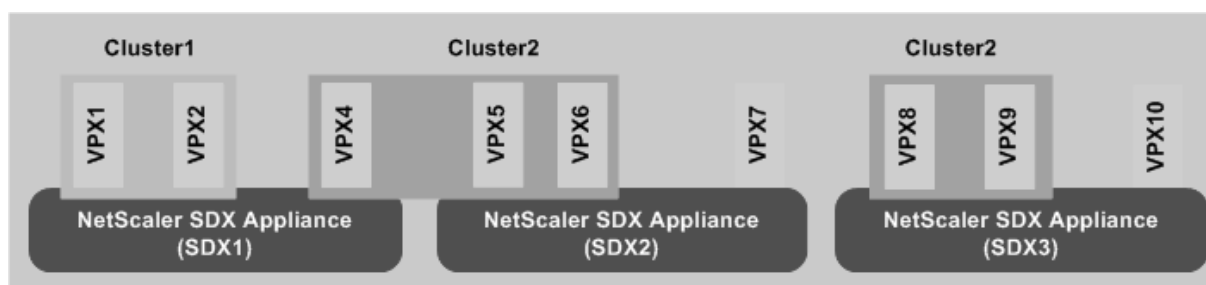 Cluster1
Cluster2
Cluster2
VPX1
VPX2
VPX4
VPX5
VPX6
VPX7
VPX8
VPX9
VPX10
NetScaler SDX Appliance
(SDX1)
NetScaler SDX Appliance
(SDX2)
NetScaler SDX Appliance
(SDX3)